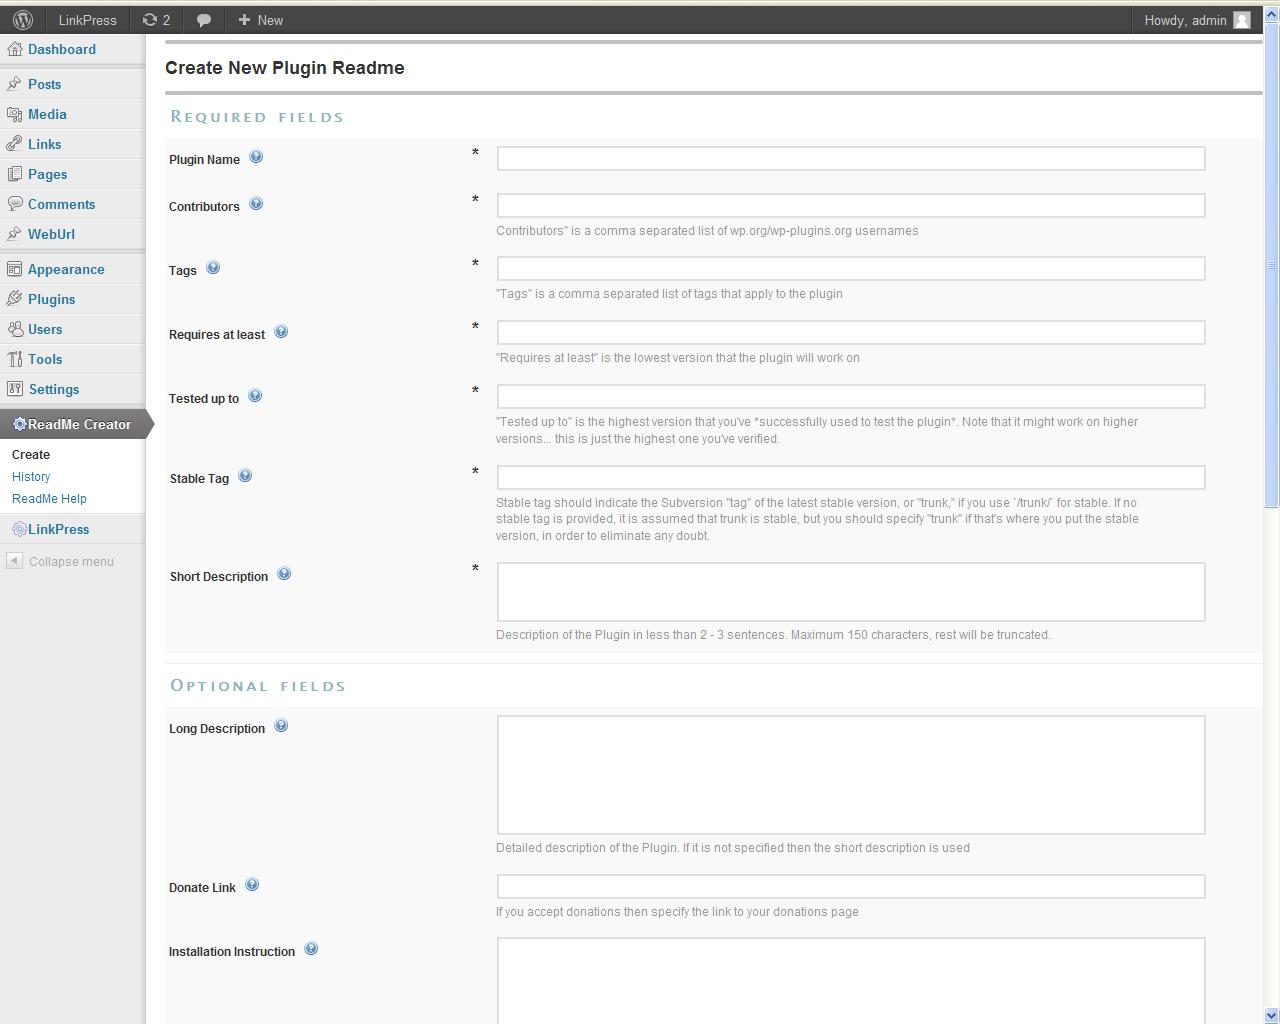 LinkPress
2
New
Howdy, admin
Dashboard
Posts
Media
Links
Pages
Comments
WebUrl
Appearance
Plugins
Users
Tools
Settings
ReadMe Creator
Create
History
ReadMe Help
LinkPress
Collapse menu
Create New Plugin Readme
Required fields
Plugin Name
*
Contributors
*
Contributors" is a comma separated list of wp.org/wp-plugins.org usernames
Tags
*
"Tags" is a comma separated list of tags that apply to the plugin
Requires at least
*
"Requires at least" is the lowest version that the plugin will work on
Tested up to
*
"Tested up to" is the highest version that you've *successfully used to test the plugin*. Note that it might work on higher
versions... this is just the highest one you've verified.
Stable Tag
*
Stable tag should indicate the Subversion "tag" of the latest stable version, or "trunk," if you use `/trunk/` for stable. If no
stable tag is provided, it is assumed that trunk is stable, but you should specify "trunk" if that's where you put the stable
version, in order to eliminate any doubt.
Short Description
*
Description of the Plugin in less than 2 - 3 sentences. Maximum 150 characters, rest will be truncated.
Optional fields
Long Description
Detailed description of the Plugin. If it is not specified then the short description is used
Donate Link
If you accept donations then specify the link to your donations page
Installation Instruction